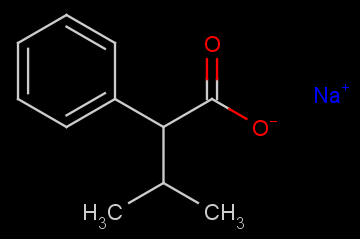 O
Na⁺
O⁻
H₃C CH₃